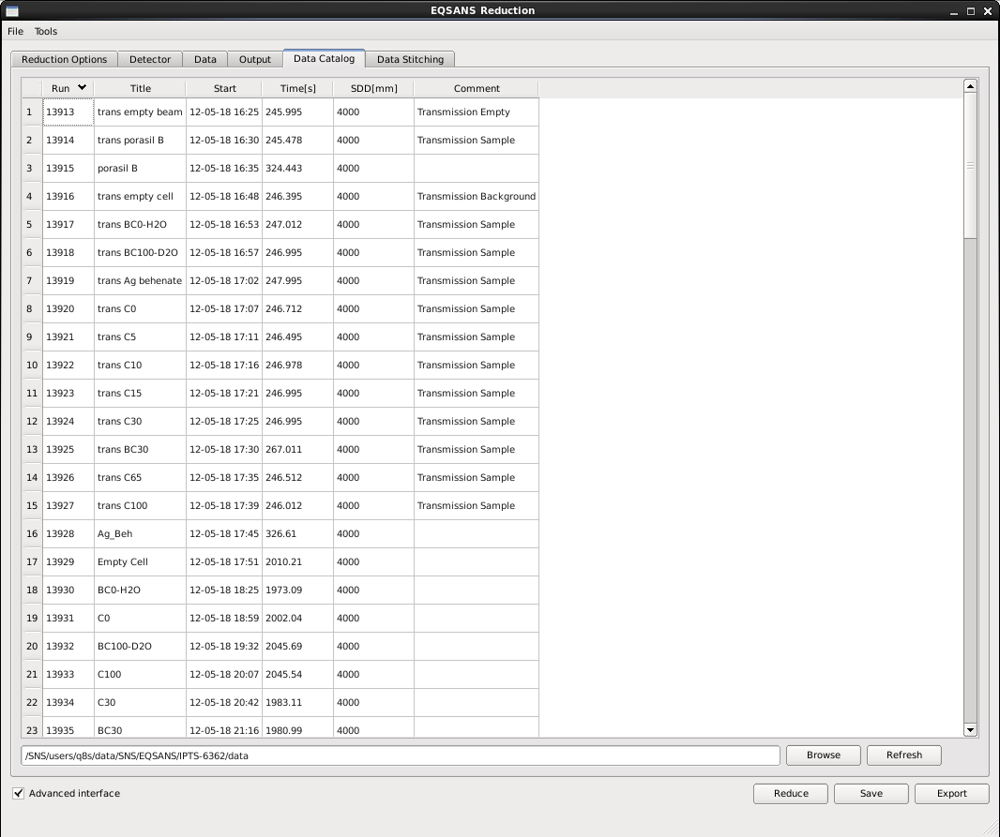 EQSANS Reduction
File Tools
Reduction Options Detector Data Output Data Catalog Data Stitching
Run Title Start Time[s] SDD[mm] Comment
1 13913 trans empty beam 12-05-18 16:25 245.995 4000 Transmission Empty
2 13914 trans porasil B 12-05-18 16:30 245.478 4000 Transmission Sample
3 13915 porasil B 12-05-18 16:35 324.443 4000
4 13916 trans empty cell 12-05-18 16:48 246.395 4000 Transmission Background
5 13917 trans BC0-H2O 12-05-18 16:53 247.012 4000 Transmission Sample
6 13918 trans BC100-D2O 12-05-18 16:57 246.995 4000 Transmission Sample
7 13919 trans Ag behenate 12-05-18 17:02 247.995 4000 Transmission Sample
8 13920 trans C0 12-05-18 17:07 246.712 4000 Transmission Sample
9 13921 trans C5 12-05-18 17:11 246.495 4000 Transmission Sample
10 13922 trans C10 12-05-18 17:16 246.978 4000 Transmission Sample
11 13923 trans C15 12-05-18 17:21 246.995 4000 Transmission Sample
12 13924 trans C30 12-05-18 17:25 246.995 4000 Transmission Sample
13 13925 trans BC30 12-05-18 17:30 267.011 4000 Transmission Sample
14 13926 trans C65 12-05-18 17:35 246.512 4000 Transmission Sample
15 13927 trans C100 12-05-18 17:39 246.012 4000 Transmission Sample
16 13928 Ag_Beh 12-05-18 17:45 326.61 4000
17 13929 Empty Cell 12-05-18 17:51 2010.21 4000
18 13930 BC0-H2O 12-05-18 18:25 1973.09 4000
19 13931 C0 12-05-18 18:59 2002.04 4000
20 13932 BC100-D2O 12-05-18 19:32 2045.69 4000
21 13933 C100 12-05-18 20:07 2045.54 4000
22 13934 C30 12-05-18 20:42 1983.11 4000
23 13935 BC30 12-05-18 21:16 1980.99 4000
/SNS/users/q8s/data/SNS/EQSANS/IPTS-6362/data Browse Refresh
Advanced interface Reduce Save Export